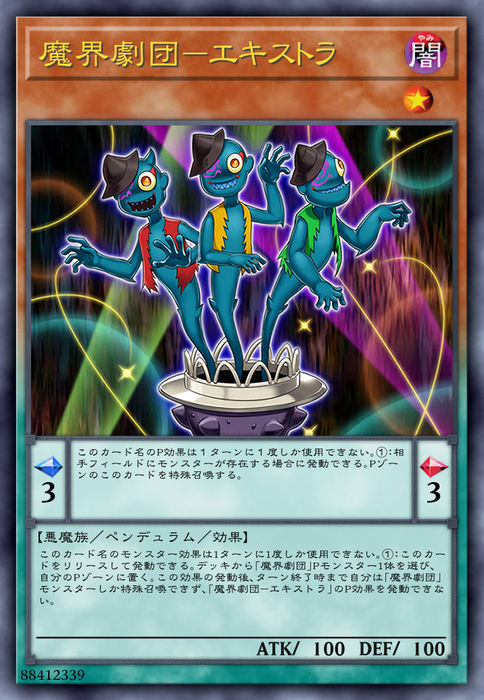 魔界劇団－エキストラ
やみ
闇
このカード名のP効果は１ターンに１度しか使用できない。①：相
手フィールドにモンスターが存在する場合に発動できる。Pゾー
ンのこのカードを特殊召喚する。
3
3
【悪魔族／ペンデュラム／効果】
このカード名のモンスター効果は1ターンに1度しか使用できない。①：このカー
ドをリリースして発動できる。デッキから「魔界劇団」Pモンスター1体を選び、
自分のPゾーンに置く。この効果の発動後、ターン終了時まで自分は「魔界劇団」
モンスターしか特殊召喚できず、「魔界劇団－エキストラ」のP効果を発動できな
い。
ATK/ 100 DEF/ 100
88412339